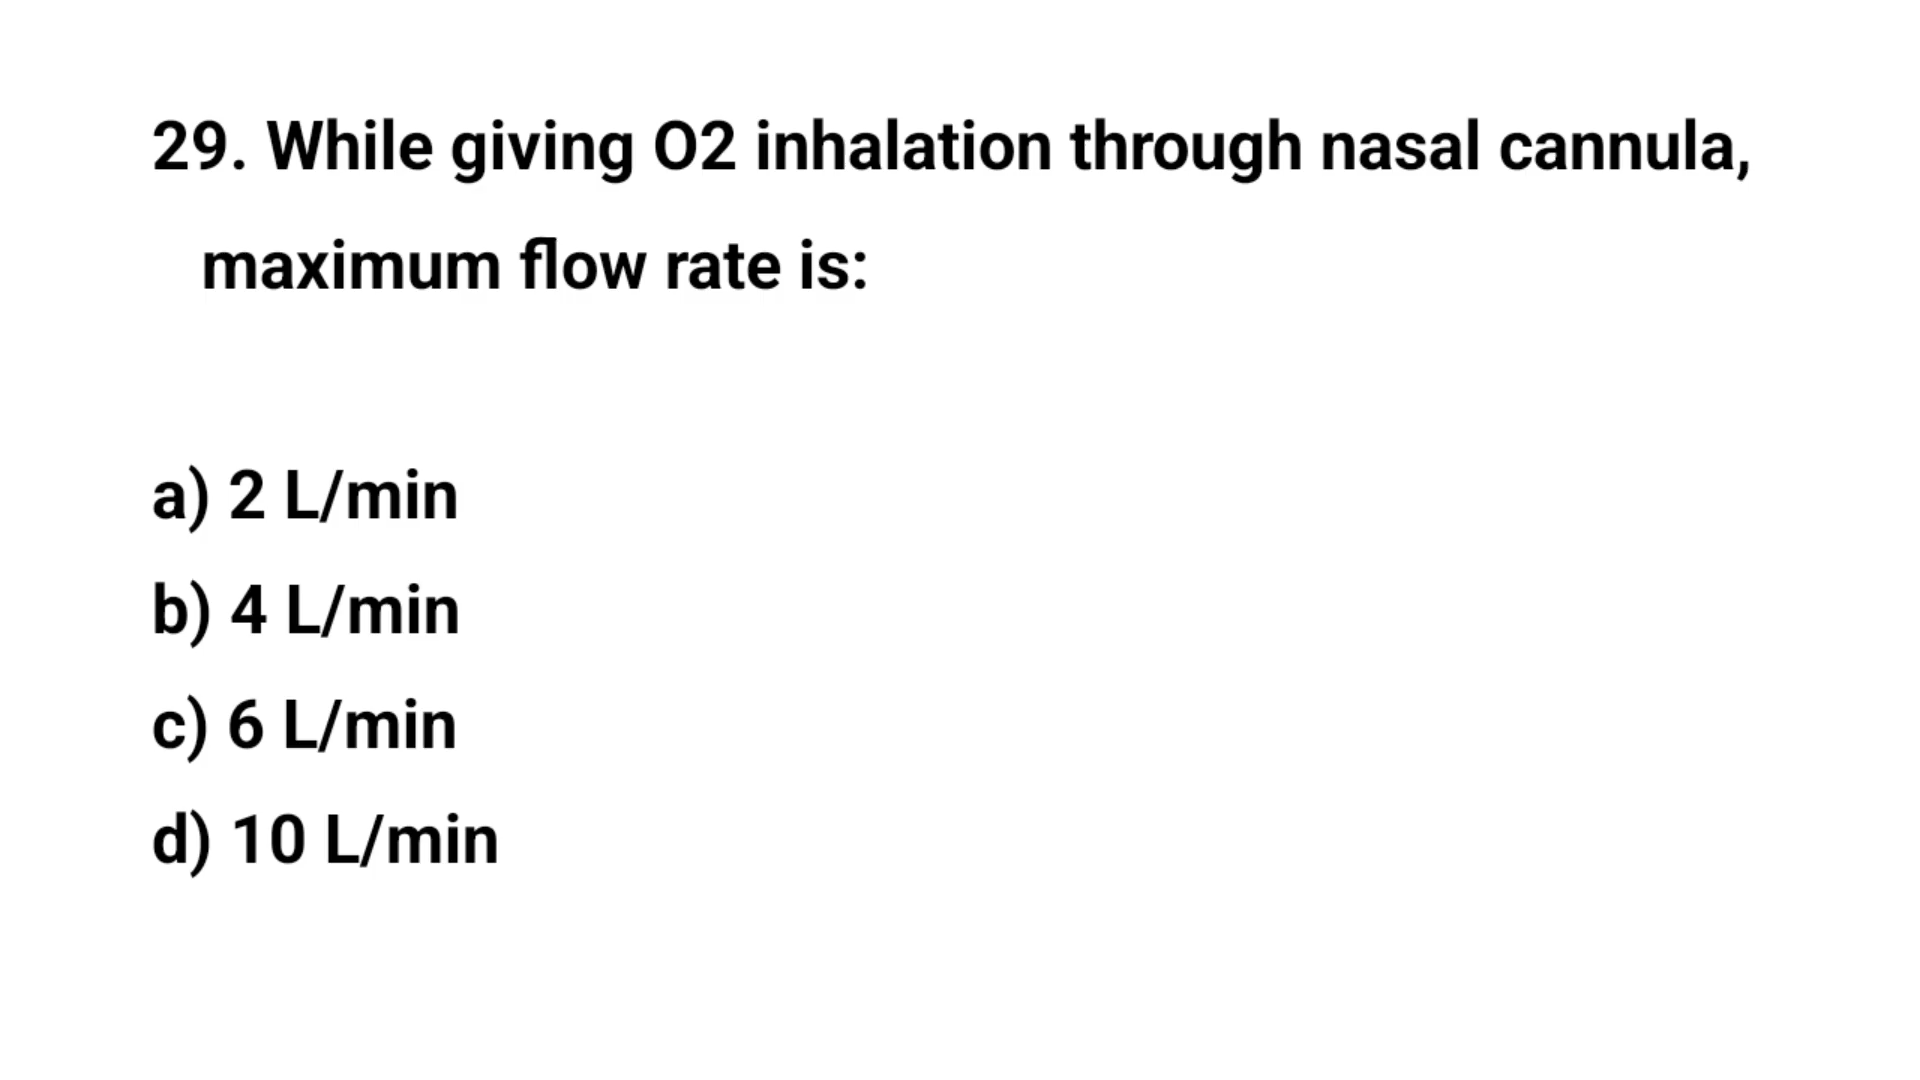 29. While giving O2 inhalation through nasal cannula,
maximum flow rate is:
a) 2 L/min
b) 4 L/min
c) 6 L/min
d) 10 L/min